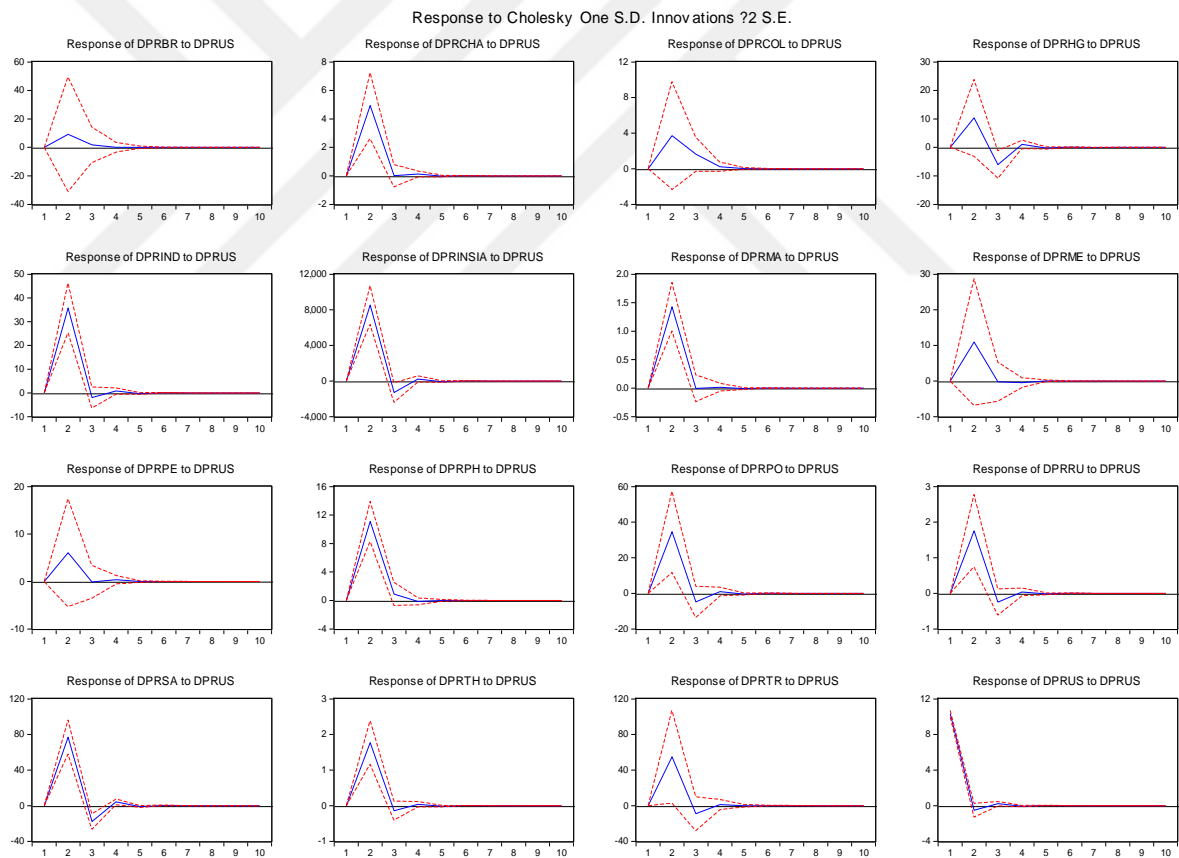 Response to Cholesky One S.D. Innovations ?2 S.E.
Response of DPRBR to DPRUS
60
40
20
0
-20
-40
1 2 3 4 5 6 7 8 9 10
Response of DPRCHA to DPRUS
8
6
4
2
0
-2
1 2 3 4 5 6 7 8 9 10
Response of DPRCOL to DPRUS
12
8
4
0
-4
1 2 3 4 5 6 7 8 9 10
Response of DPRHG to DPRUS
30
20
10
0
-10
-20
1 2 3 4 5 6 7 8 9 10
Response of DPRIND to DPRUS
50
40
30
20
10
0
-10
1 2 3 4 5 6 7 8 9 10
Response of DPRINSIA to DPRUS
12,000
8,000
4,000
0
-4,000
1 2 3 4 5 6 7 8 9 10
Response of DPRMA to DPRUS
2.0
1.5
1.0
0.5
0.0
-0.5
1 2 3 4 5 6 7 8 9 10
Response of DPRME to DPRUS
30
20
10
0
-10
1 2 3 4 5 6 7 8 9 10
Response of DPRPE to DPRUS
20
10
0
-10
1 2 3 4 5 6 7 8 9 10
Response of DPRPH to DPRUS
16
12
8
4
0
-4
1 2 3 4 5 6 7 8 9 10
Response of DPRPO to DPRUS
60
40
20
0
-20
1 2 3 4 5 6 7 8 9 10
Response of DPRRU to DPRUS
3
2
1
0
-1
1 2 3 4 5 6 7 8 9 10
Response of DPRSA to DPRUS
120
80
40
0
-40
1 2 3 4 5 6 7 8 9 10
Response of DPRTH to DPRUS
3
2
1
0
-1
1 2 3 4 5 6 7 8 9 10
Response of DPRTR to DPRUS
120
80
40
0
-40
1 2 3 4 5 6 7 8 9 10
Response of DPRUS to DPRUS
12
8
4
0
-4
1 2 3 4 5 6 7 8 9 10